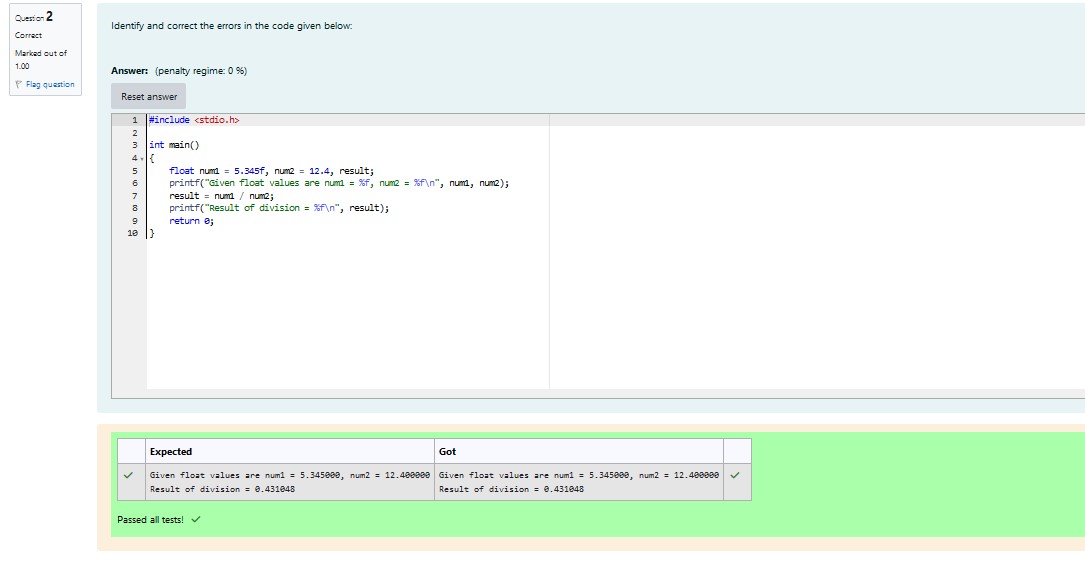 Question 2
Correct
Marked out of
1.00
Flag question
Identify and correct the errors in the code given below:
Answer: (penalty regime: 0 %)
Reset answer
1 #include <stdio.h>
2
3 int main()
4 {
5 float num1 = 5.345f, num2 = 12.4, result;
6 printf("Given float values are num1 = %f, num2 = %f\n", num1, num2);
7 result = num1 / num2;
8 printf("Result of division = %f\n", result);
9 return 0;
10 }
Expected Got
Given float values are num1 = 5.345000, num2 = 12.400000 Given float values are num1 = 5.345000, num2 = 12.400000
Result of division = 0.431048 Result of division = 0.431048
Passed all tests!